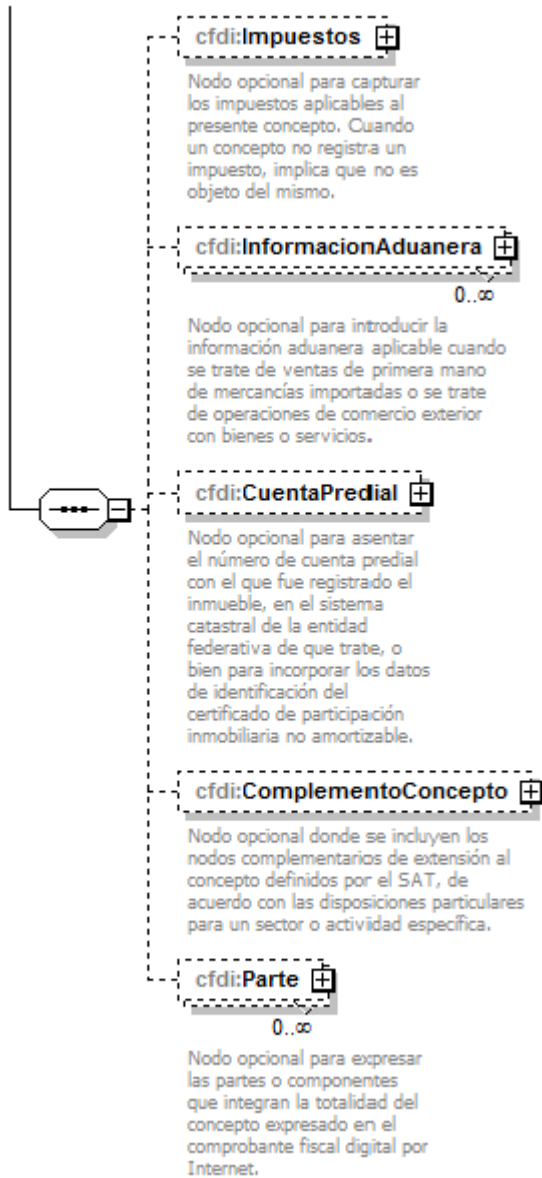 cfdi:Impuestos
Nodo opcional para capturar
los impuestos aplicables al
presente concepto. Cuando
un concepto no registra un
impuesto, implica que no es
objeto del mismo.
cfdi:InformacionAduanera
0..∞
Nodo opcional para introducir la
información aduanera aplicable cuando
se trate de ventas de primera mano
de mercancías importadas o se trate
de operaciones de comercio exterior
con bienes o servicios.
cfdi:CuentaPredial
Nodo opcional para asentar
el número de cuenta predial
con el que fue registrado el
inmueble, en el sistema
catastral de la entidad
federativa de que trate, o
bien para incorporar los datos
de identificación del
certificado de participación
inmobiliaria no amortizable.
cfdi:ComplementoConcepto
Nodo opcional donde se incluyen los
nodos complementarios de extensión al
concepto definidos por el SAT, de
acuerdo con las disposiciones particulares
para un sector o actividad específica.
cfdi:Parte
0..∞
Nodo opcional para expresar
las partes o componentes
que integran la totalidad del
concepto expresado en el
comprobante fiscal digital por
Internet.